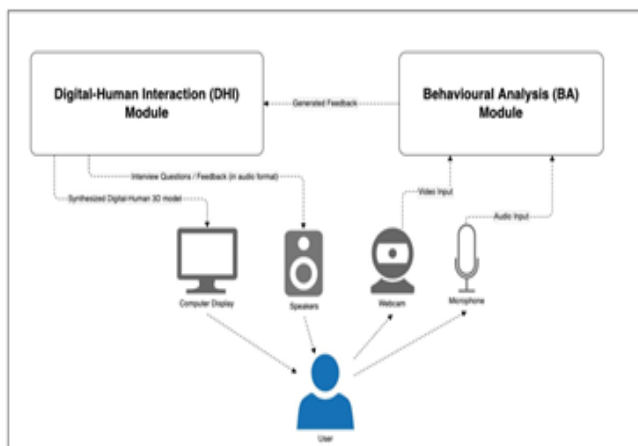 Digital-Human Interaction (DHI)
Module
Behavioural Analysis (BA)
Module
Generated Feedback
Interview Questions / Feedback (in audio format)
Synthesized Digital-Human 3D model
Video Input
Audio Input
Computer Display
Speakers
Webcam
Microphone
User